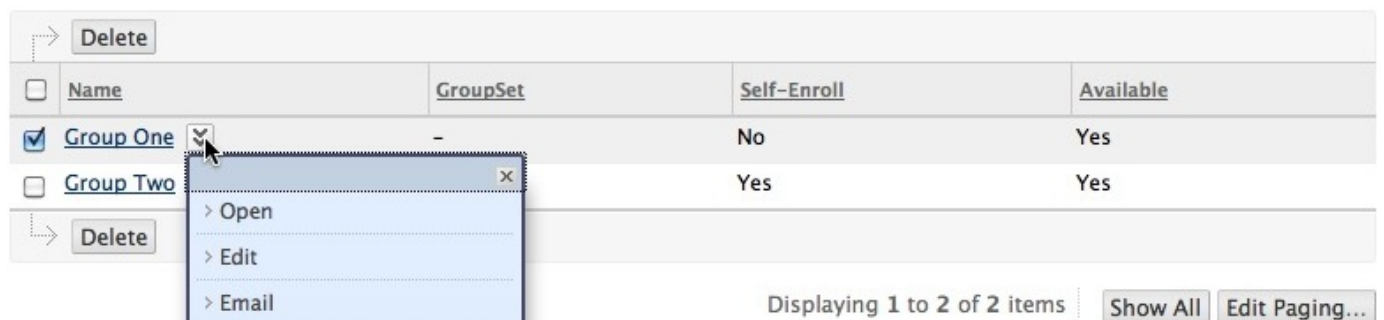 Delete
Name GroupSet Self-Enroll Available
Group One - No Yes
Group Two Yes Yes
> Open
Delete
> Edit
> Email
Displaying 1 to 2 of 2 items Show All Edit Paging...